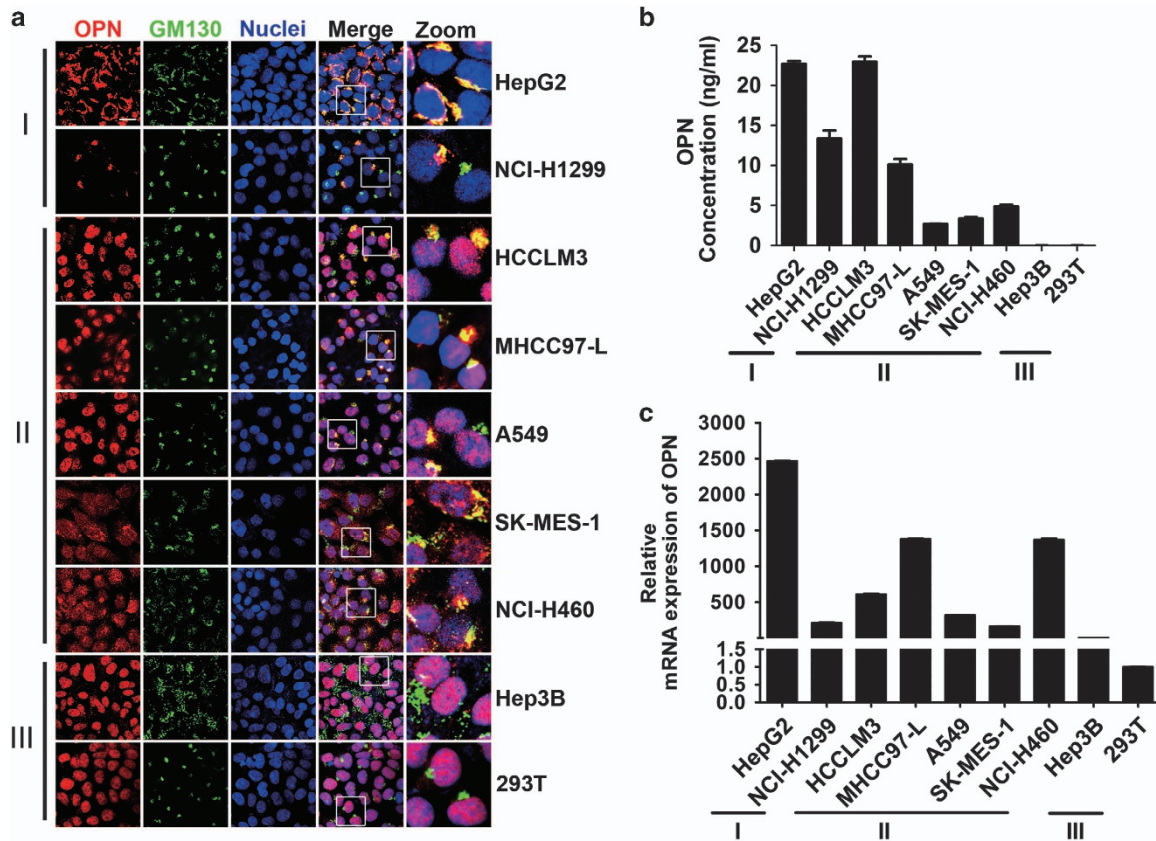 a
OPN GM130 Nuclei Merge Zoom
I
HepG2
NCI-H1299
II
HCCLM3
MHCC97-L
A549
SK-MES-1
NCI-H460
III
Hep3B
293T
b
OPN
Concentration (ng/ml)
25
20
15
10
5
0
HepG2
NCI-H1299
HCCLM3
MHCC97-L
A549
SK-MES-1
NCI-H460
Hep3B
293T
I II III
c
Relative
mRNA expression of OPN
3000
2500
2000
1500
1000
500
1.5
1.0
0.5
0.0
HepG2
NCI-H1299
HCCLM3
MHCC97-L
A549
SK-MES-1
NCI-H460
Hep3B
293T
I II III